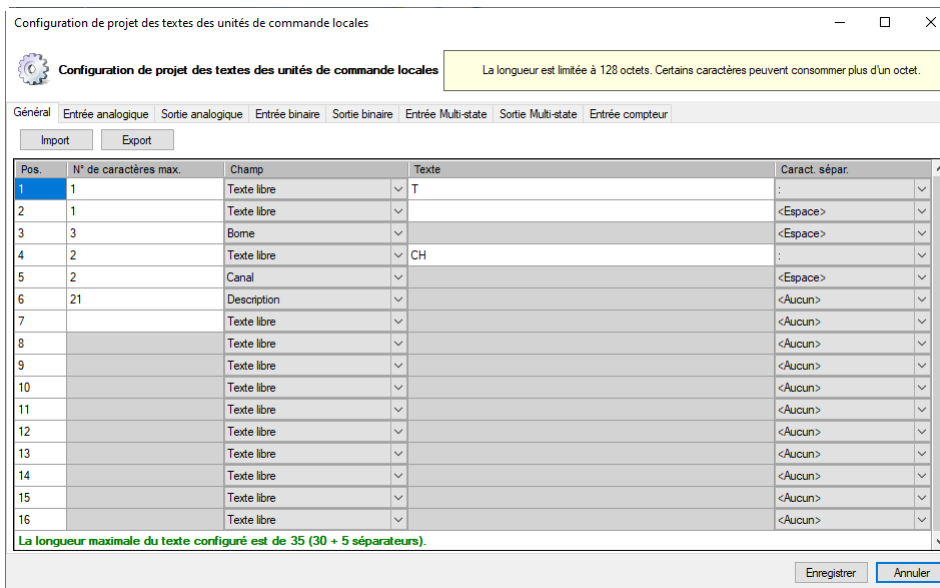 Configuration de projet des textes des unités de commande locales
Configuration de projet des textes des unités de commande locales
La longueur est limitée à 128 octets. Certains caractères peuvent consommer plus d'un octet.
Général Entrée analogique Sortie analogique Entrée binaire Sortie binaire Entrée Multi-state Sortie Multi-state Entrée compteur
Import Export
Pos. N° de caractères max. Champ Texte Caract. sépar.
1 1 Texte libre T :
2 1 Texte libre <Espace>
3 3 Borne <Espace>
4 2 Texte libre CH :
5 2 Canal <Espace>
6 21 Description <Aucun>
7 Texte libre <Aucun>
8 Texte libre <Aucun>
9 Texte libre <Aucun>
10 Texte libre <Aucun>
11 Texte libre <Aucun>
12 Texte libre <Aucun>
13 Texte libre <Aucun>
14 Texte libre <Aucun>
15 Texte libre <Aucun>
16 Texte libre <Aucun>
La longueur maximale du texte configuré est de 35 (30 + 5 séparateurs).
Enregistrer Annuler